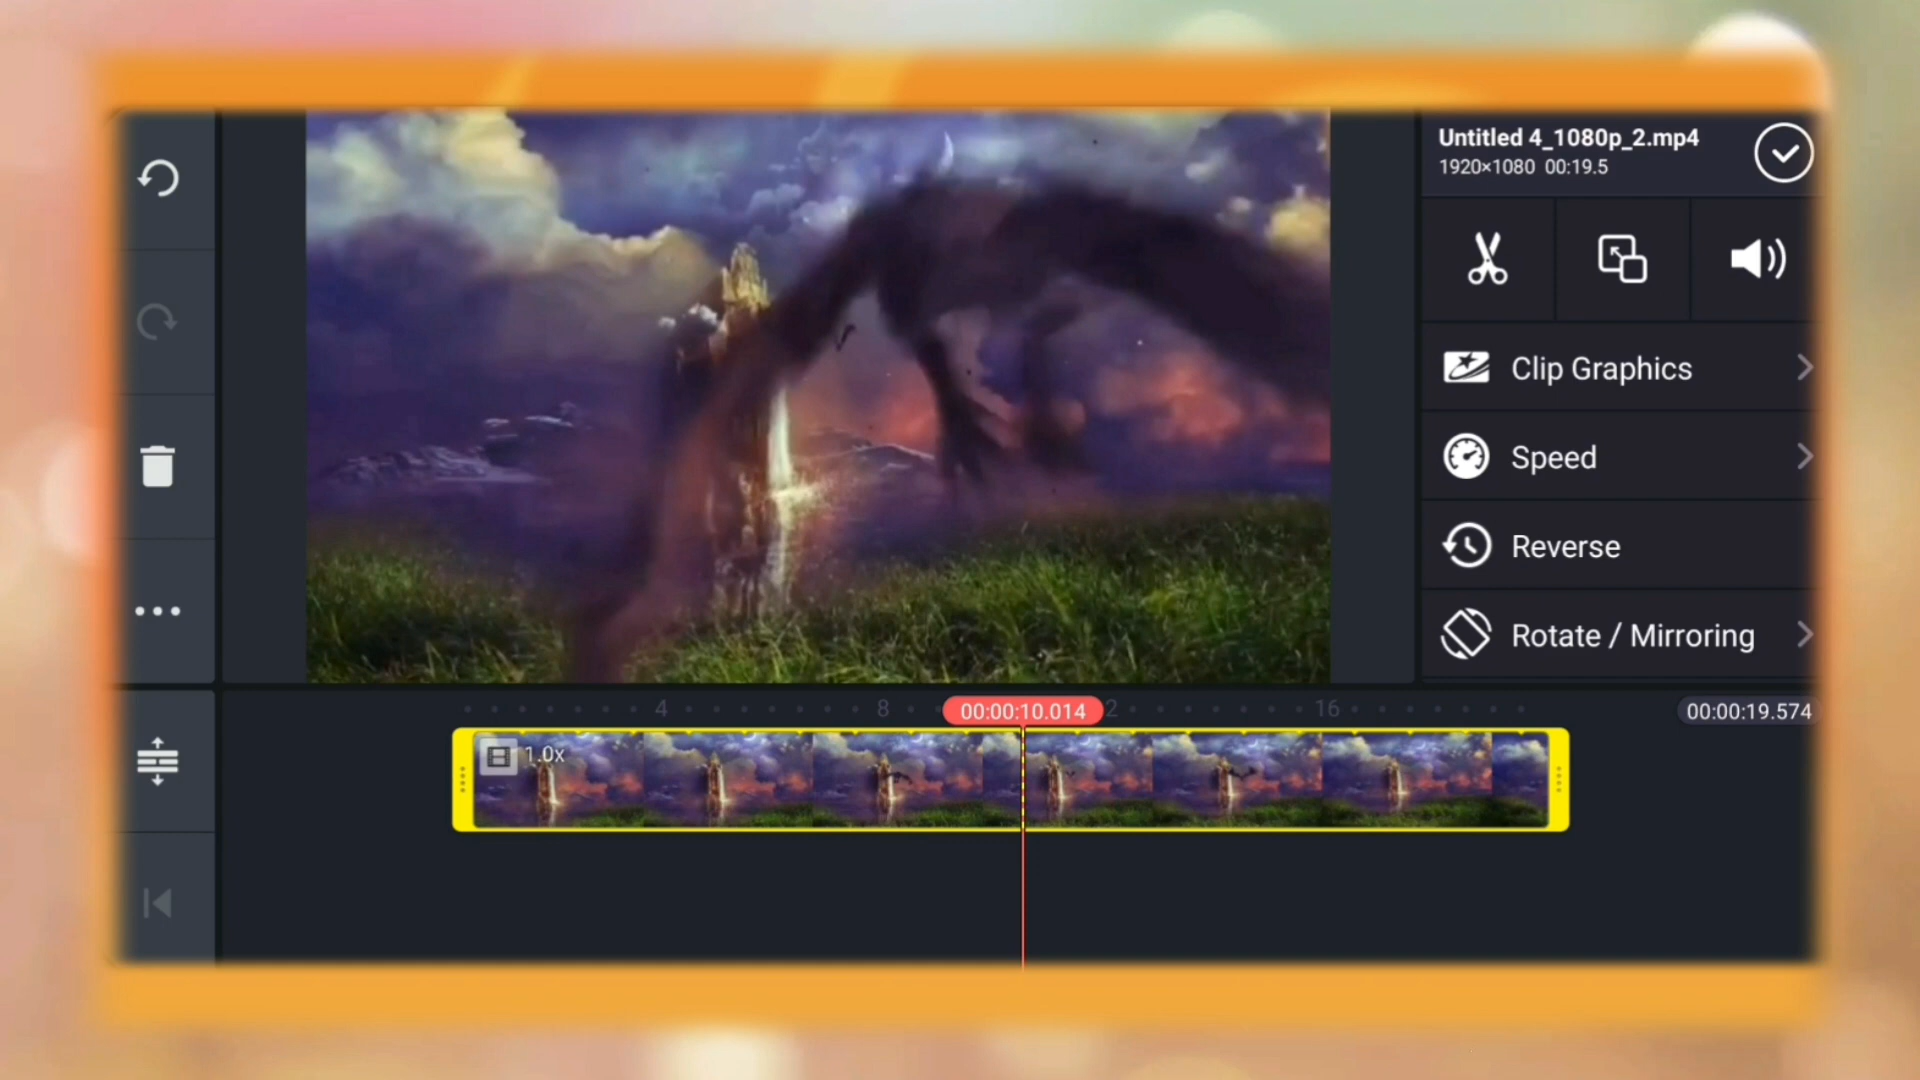 Untitled 4_1080p_2.mp4
1920×1080 00:19.5
Clip Graphics
Speed
Reverse
Rotate / Mirroring
4 8 00:00:10.014 2 16 00:00:19.574
1.0x